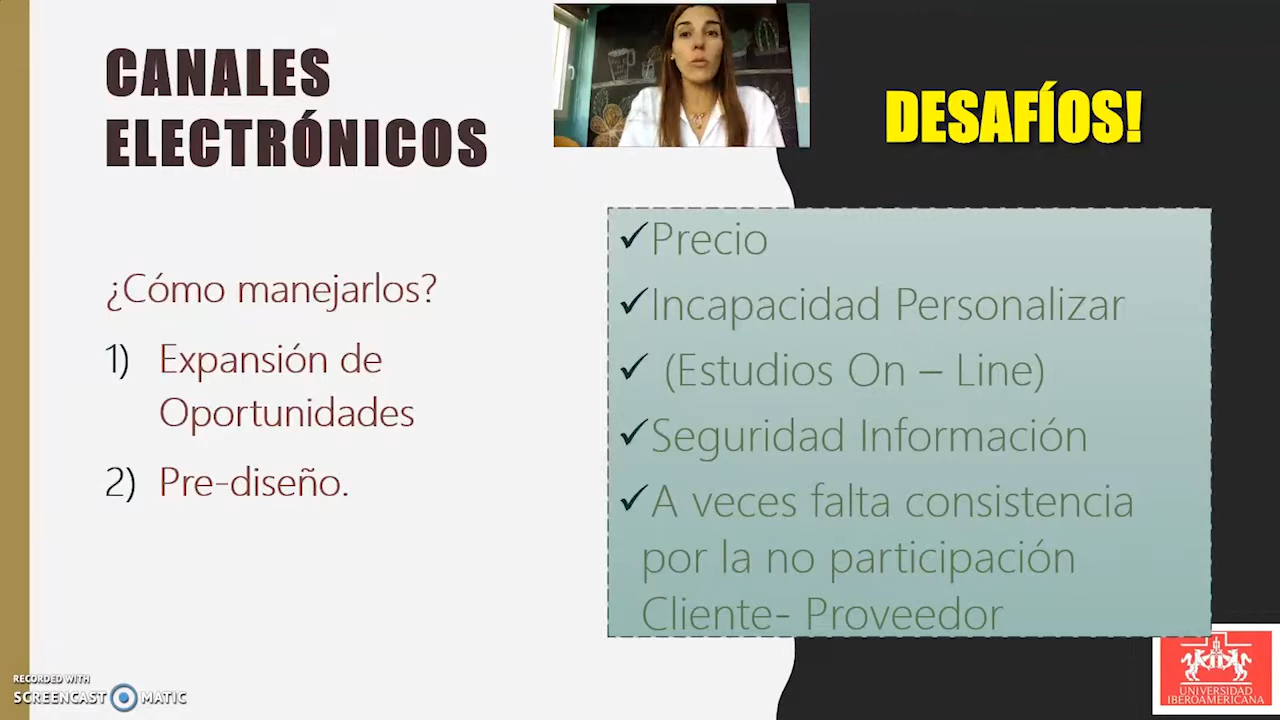 CANALES
ELECTRÓNICOS
¿Cómo manejarlos?
1) Expansión de
Oportunidades
2) Pre-diseño.
DESAFÍOS!
✓Precio
✓Incapacidad Personalizar
✓ (Estudios On – Line)
✓Seguridad Información
✓A veces falta consistencia
por la no participación
Cliente- Proveedor
RECORDED WITH
SCREENCAST MATIC
UNIVERSIDAD
IBEROAMERICANA